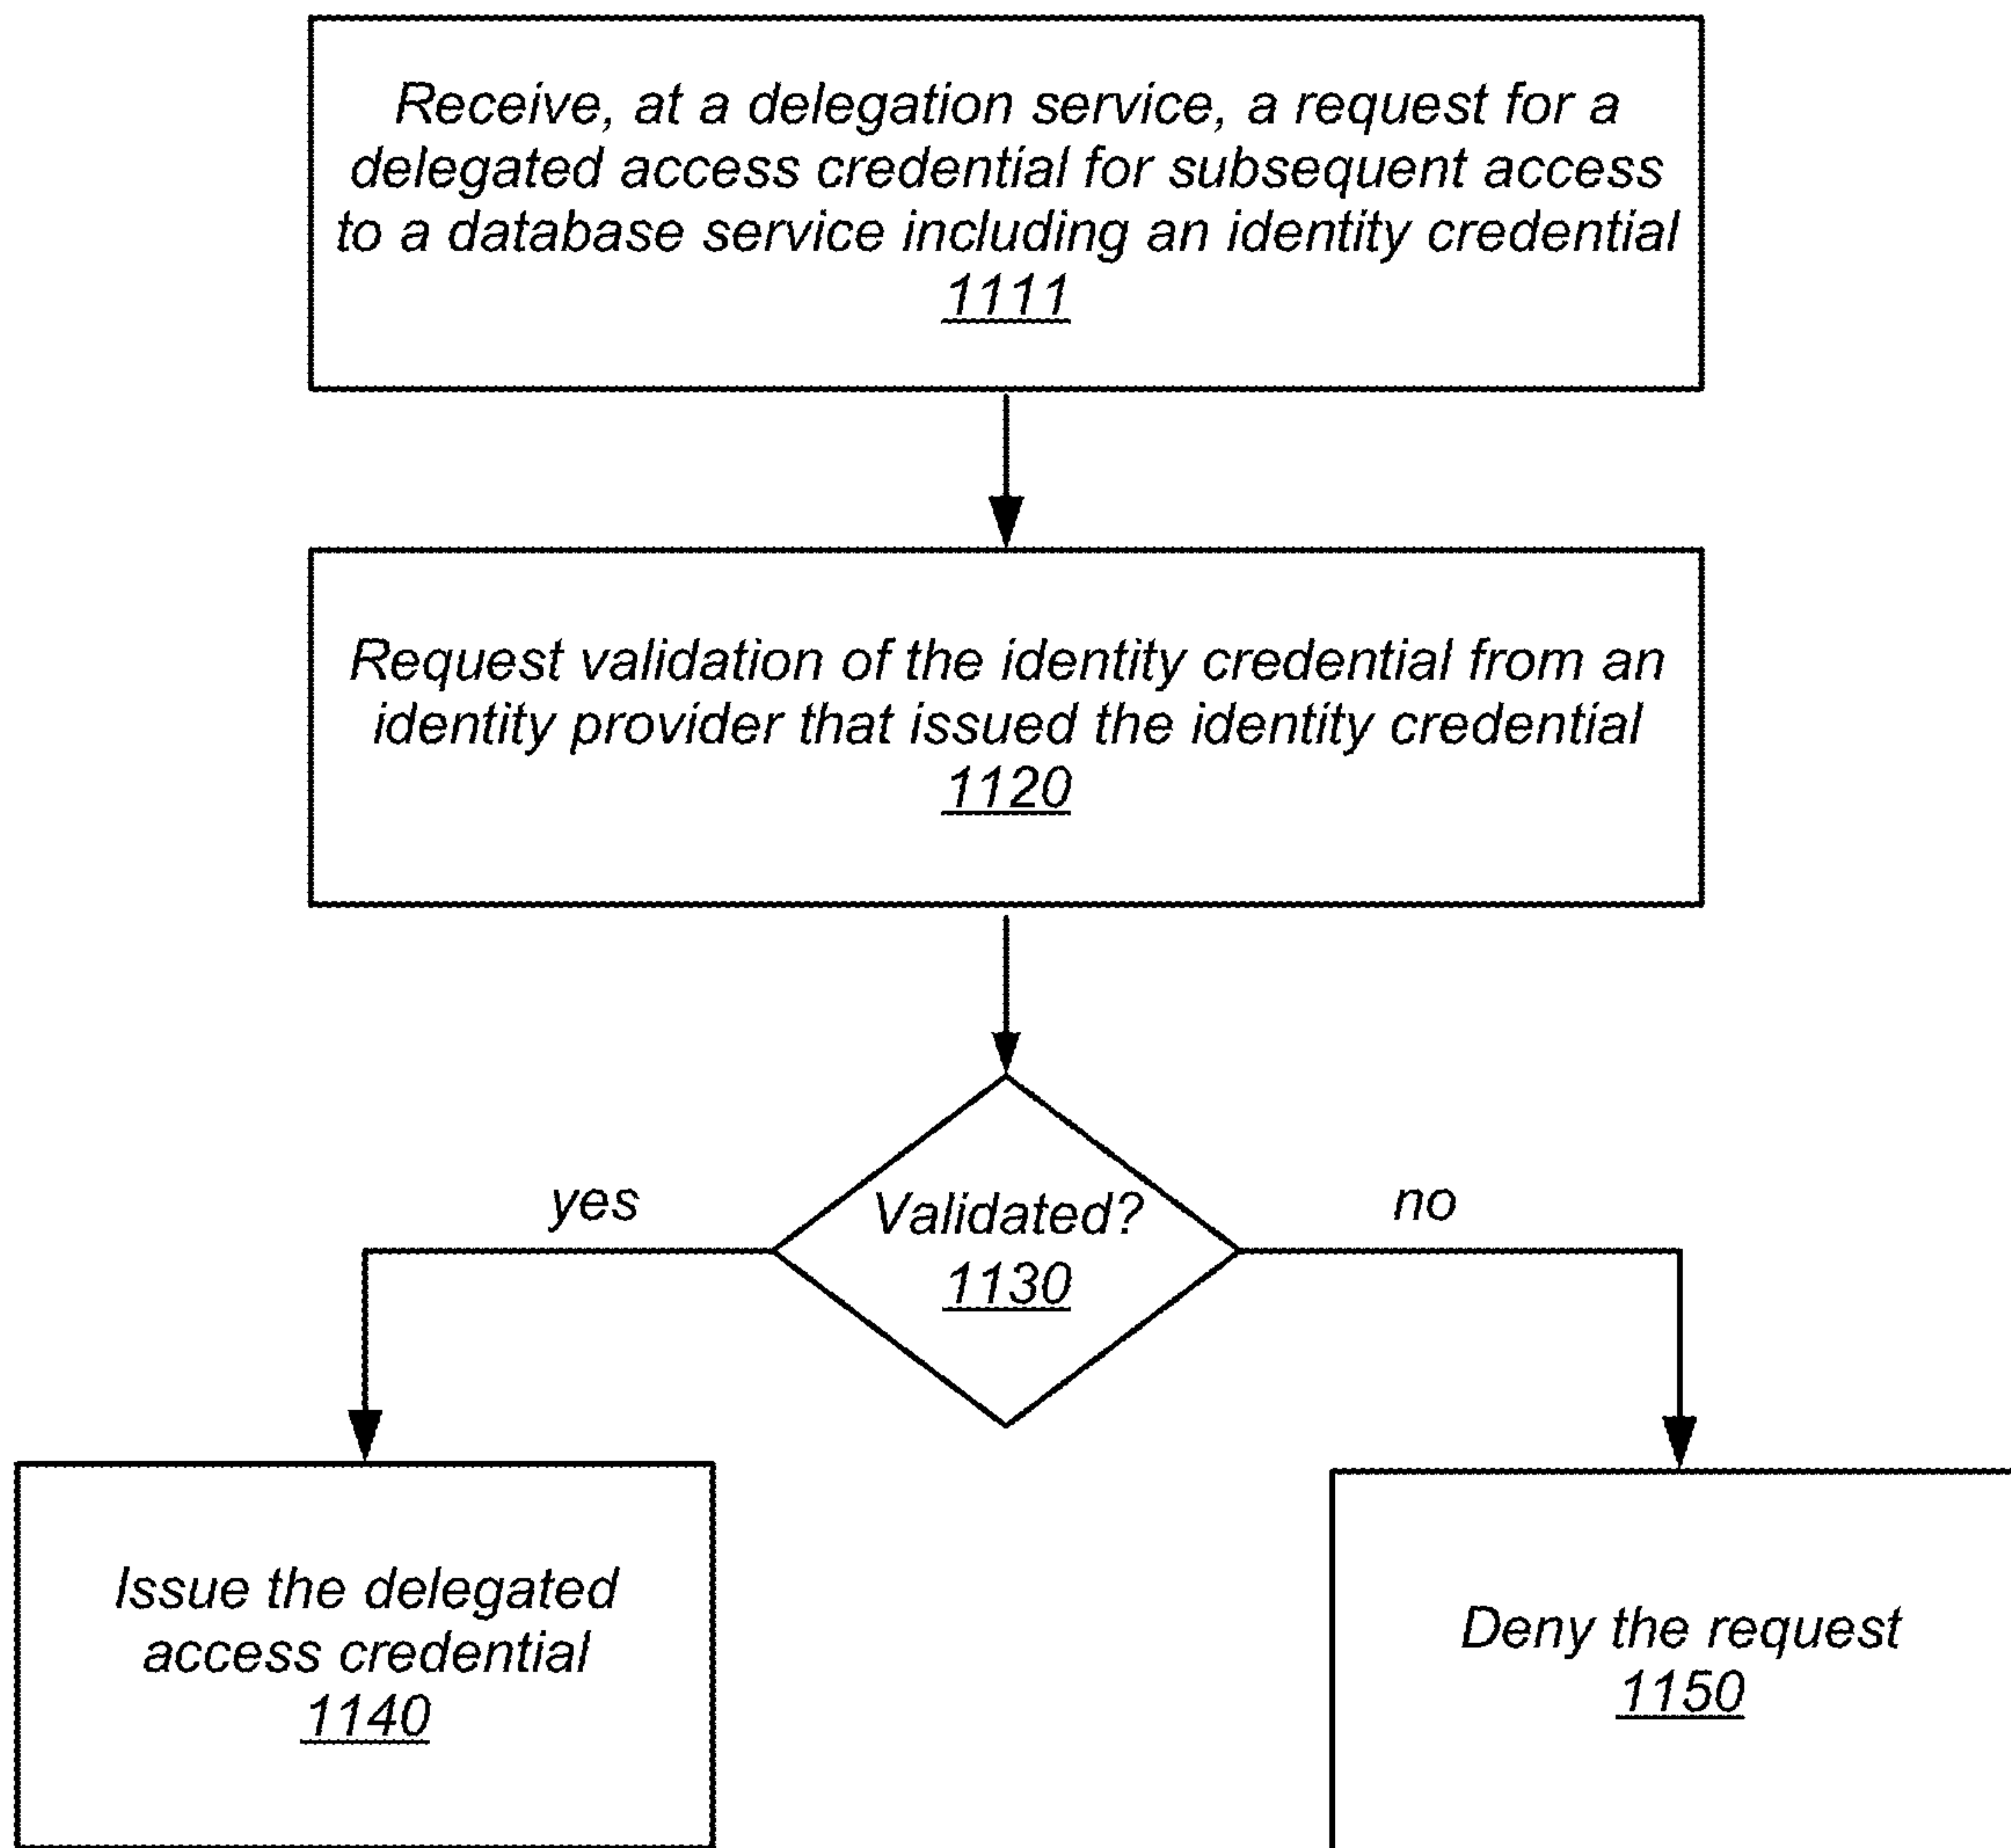 Receive, at a delegation service, a request for a
delegated access credential for subsequent access
to a database service including an identity credential
1111
Request validation of the identity credential from an
identity provider that issued the identity credential
1120
yes
Validated?
no
1130
Issue the delegated
access credential
1140
Deny the request
1150